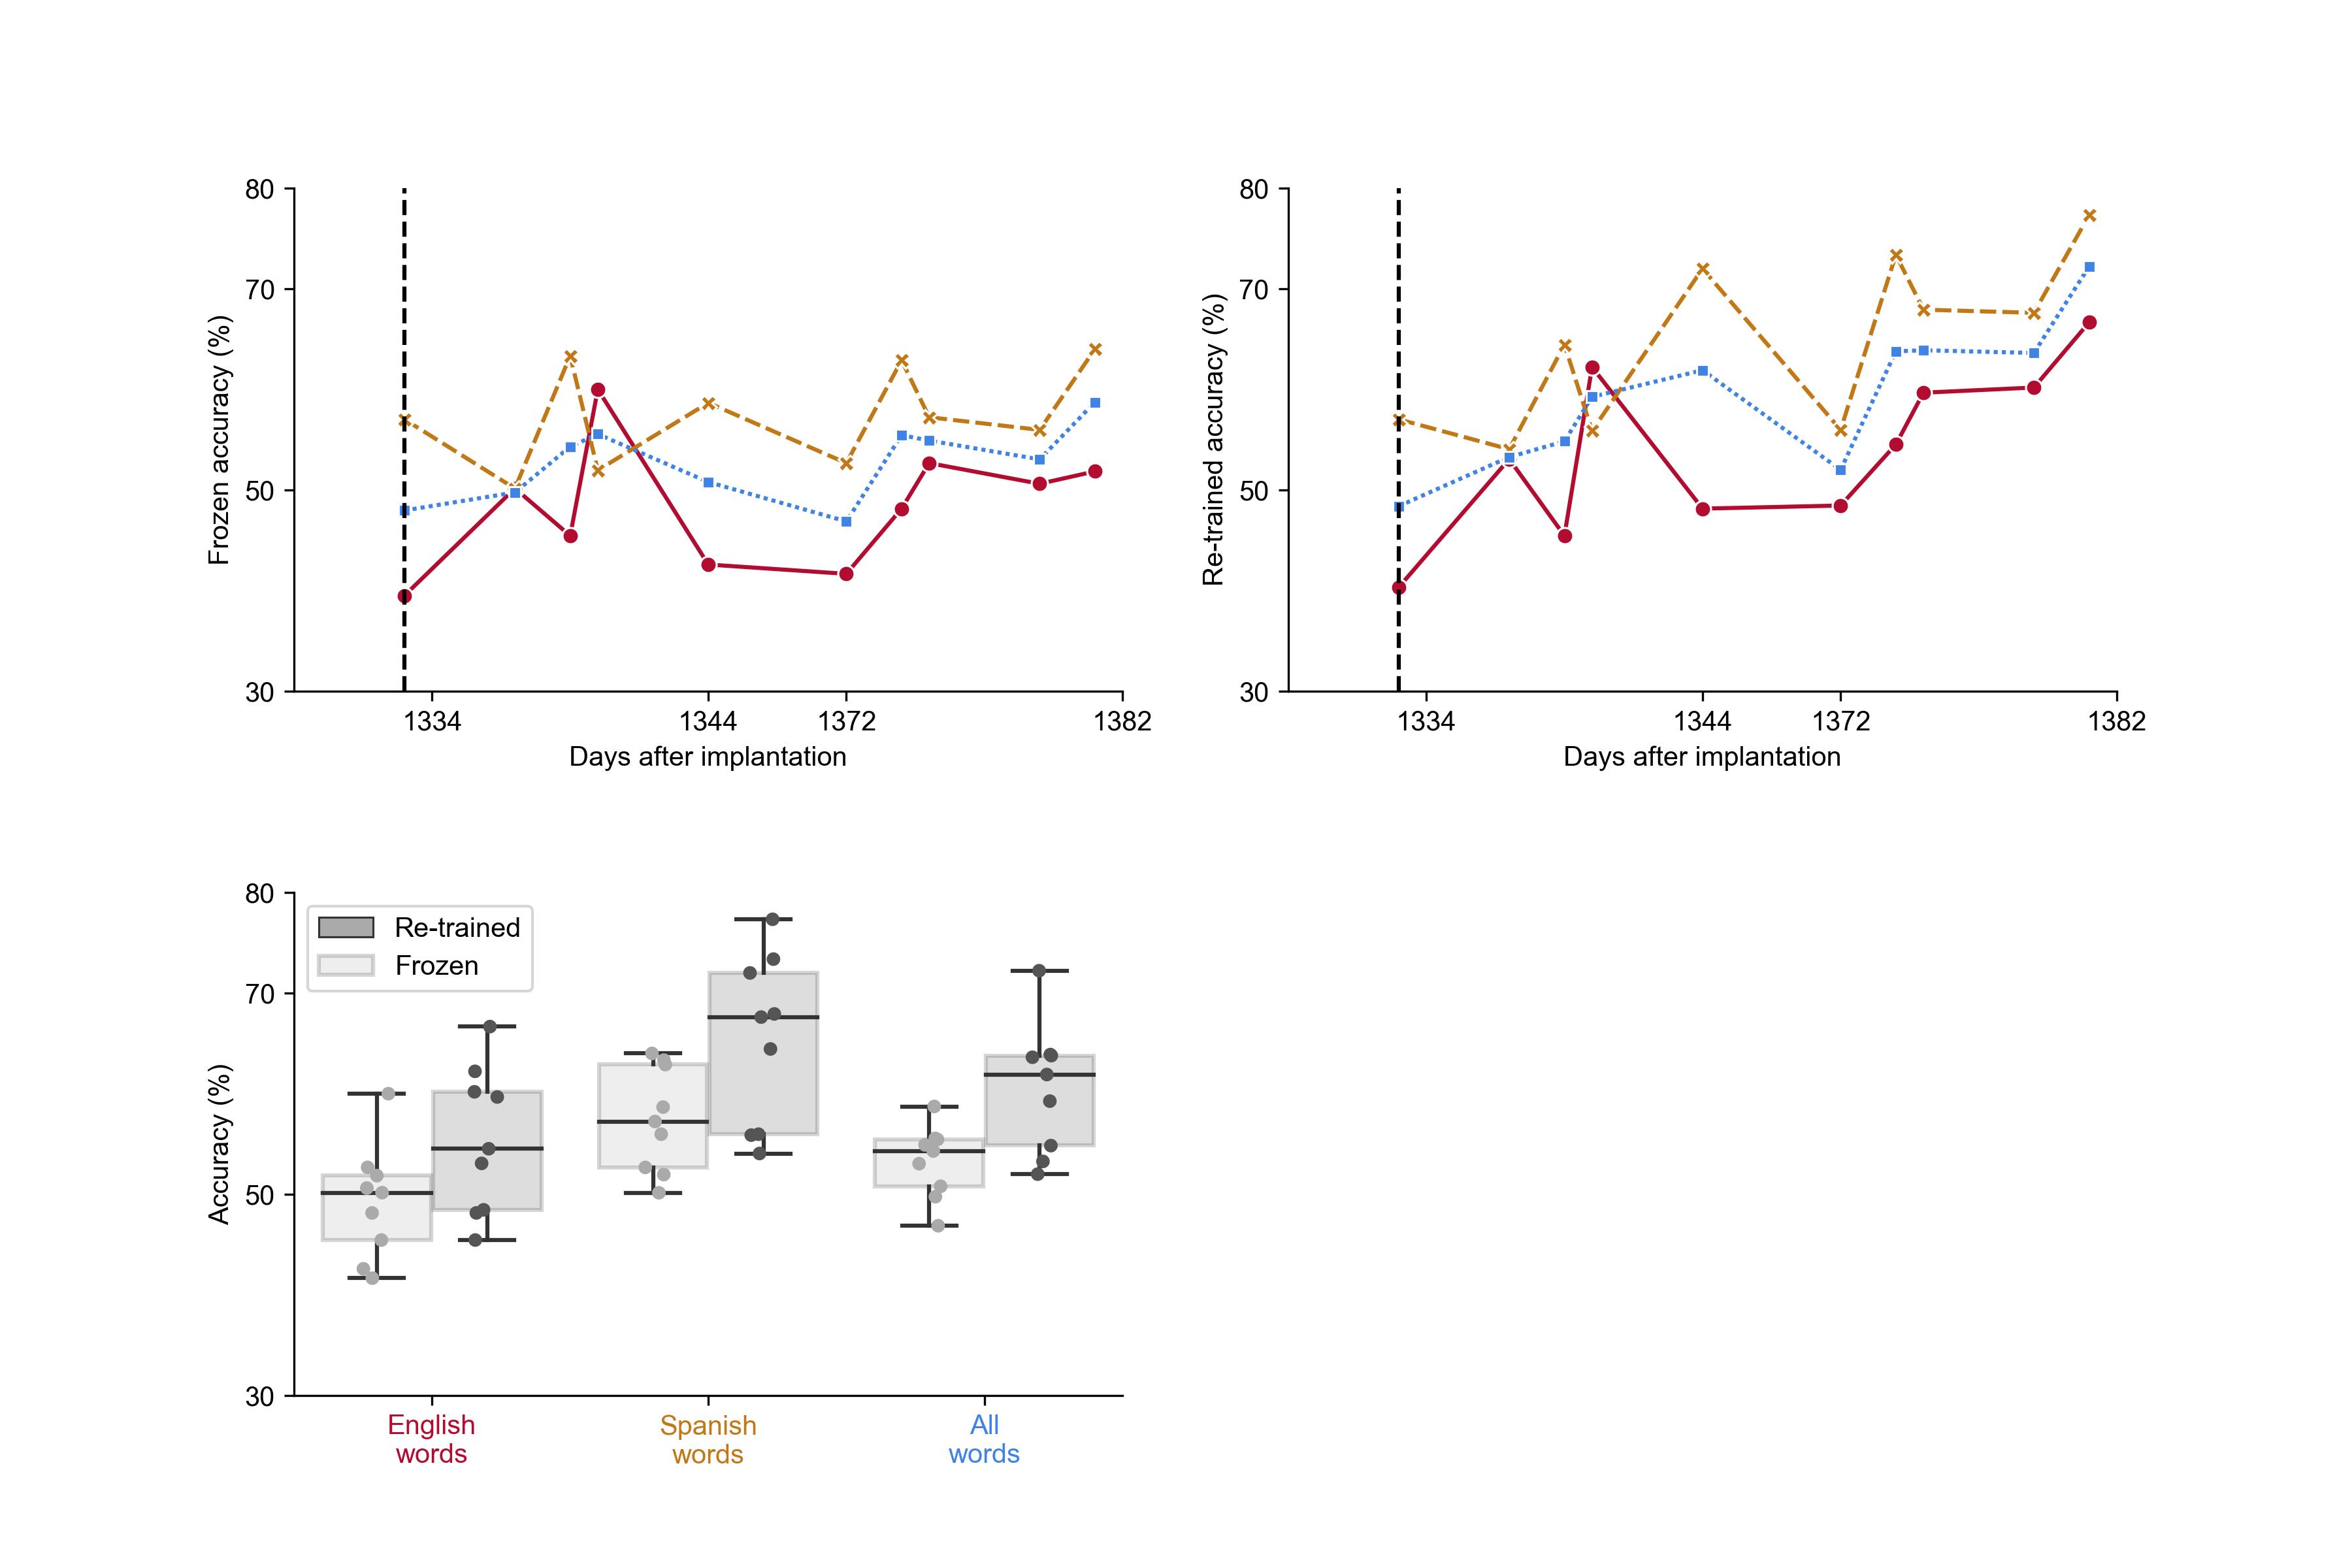 80
70
50
30
Frozen accuracy (%)
1334
1344
1372
1382
Days after implantation
80
70
50
30
Re-trained accuracy (%)
1334
1344
1372
1382
Days after implantation
80
70
50
30
Accuracy (%)
Re-trained
Frozen
English
words
Spanish
words
All
words